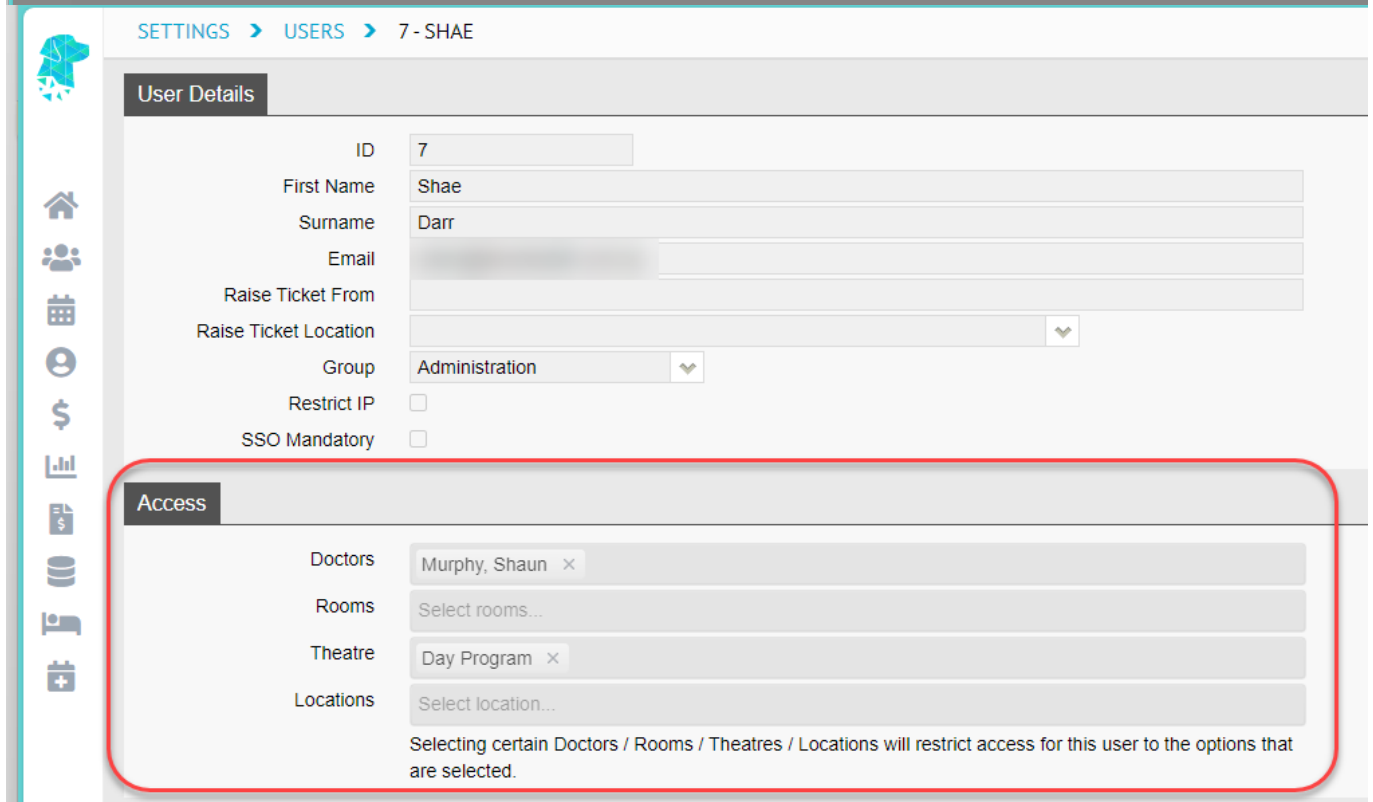 SETTINGS > USERS > 7 - SHAE
User Details
ID 7
First Name Shae
Surname Darr
Email
Raise Ticket From
Raise Ticket Location
Group Administration
Restrict IP
SSO Mandatory
Access
Doctors Murphy, Shaun ×
Rooms Select rooms...
Theatre Day Program ×
Locations Select location...
Selecting certain Doctors / Rooms / Theatres / Locations will restrict access for this user to the options that
are selected.